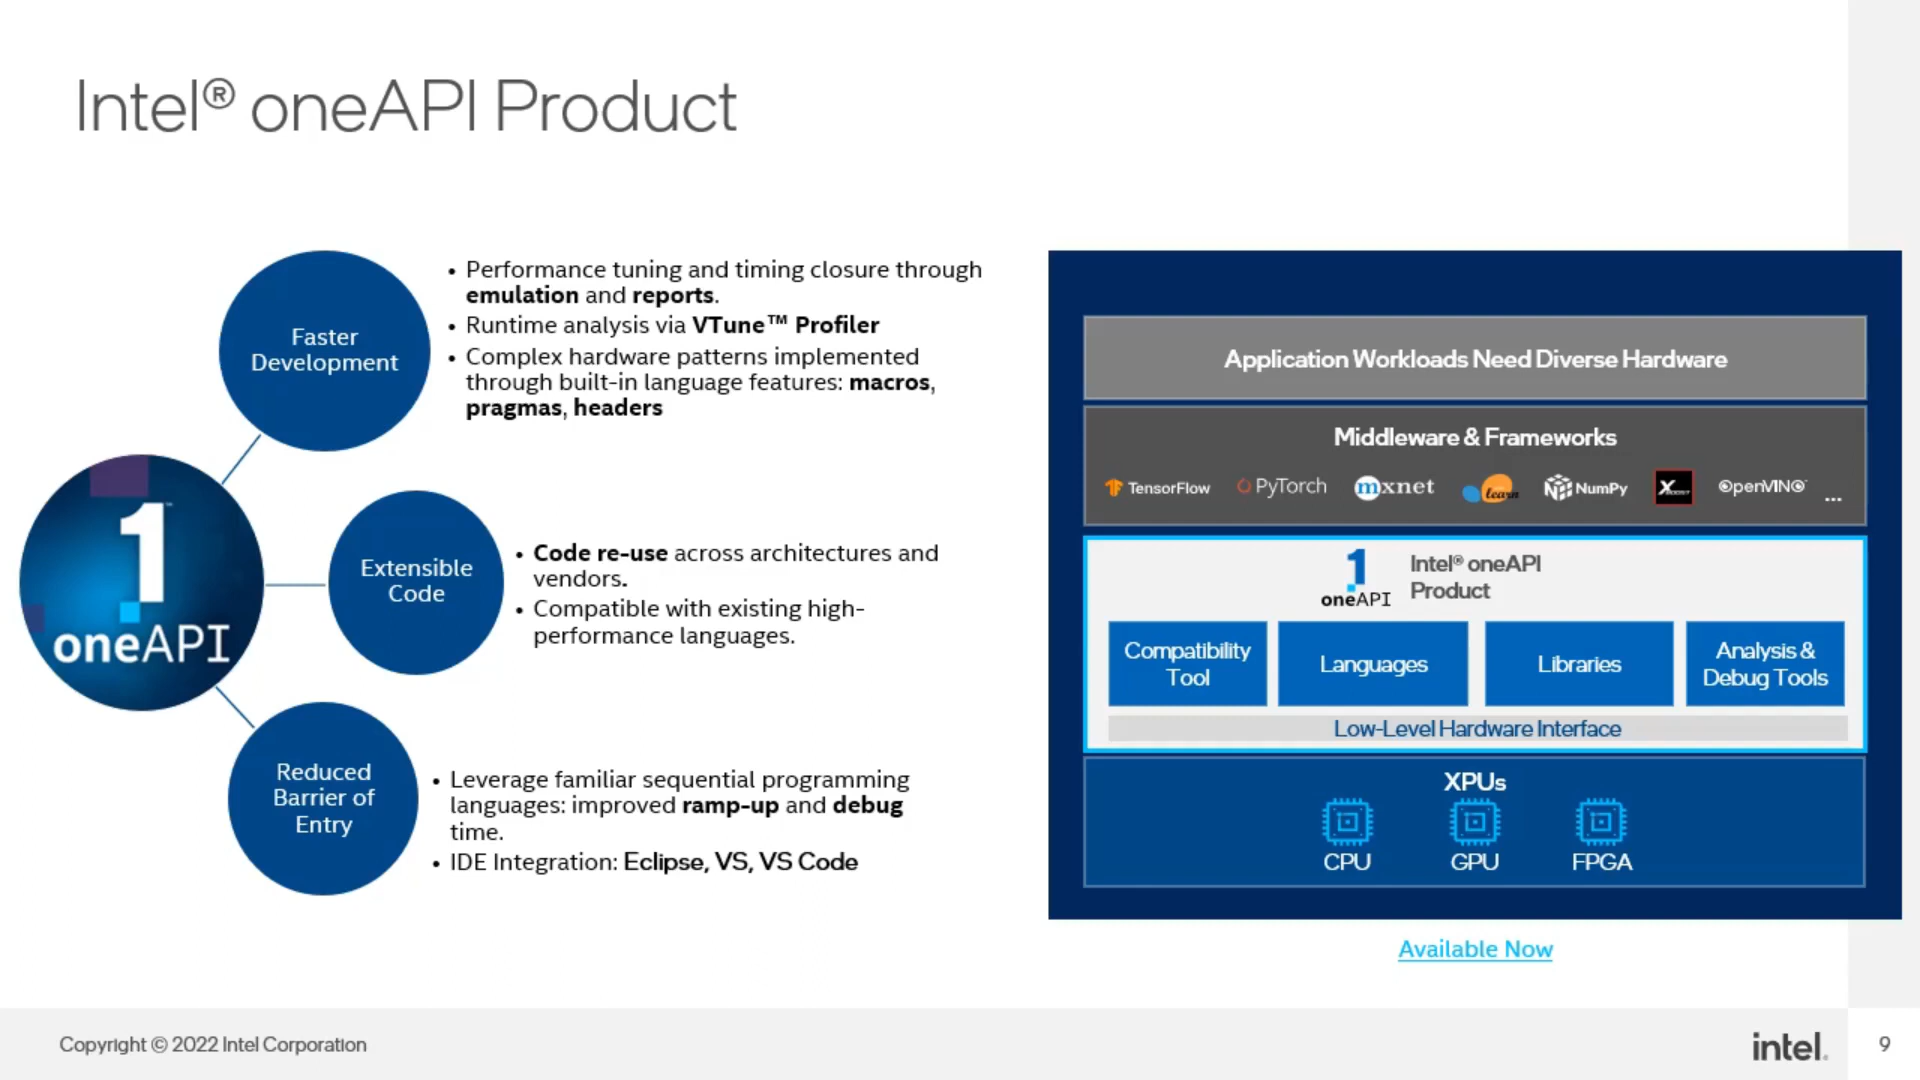 Intel® oneAPI Product
Faster
Development
• Performance tuning and timing closure through
emulation and reports.
• Runtime analysis via VTune™ Profiler
• Complex hardware patterns implemented
through built-in language features: macros,
pragmas, headers
1™
oneAPI
Extensible
Code
• Code re-use across architectures and
vendors.
• Compatible with existing high-
performance languages.
Reduced
Barrier of
Entry
• Leverage familiar sequential programming
languages: improved ramp-up and debug
time.
• IDE Integration: Eclipse, VS, VS Code
Application Workloads Need Diverse Hardware
Middleware & Frameworks
TensorFlow PyTorch mxnet learn NumPy XBOOST OpenVINO ...
1
oneAPI
Intel® oneAPI
Product
Compatibility
Tool
Languages
Libraries
Analysis &
Debug Tools
Low-Level Hardware Interface
XPUs
CPU GPU FPGA
Available Now
Copyright © 2022 Intel Corporation
intel.
9